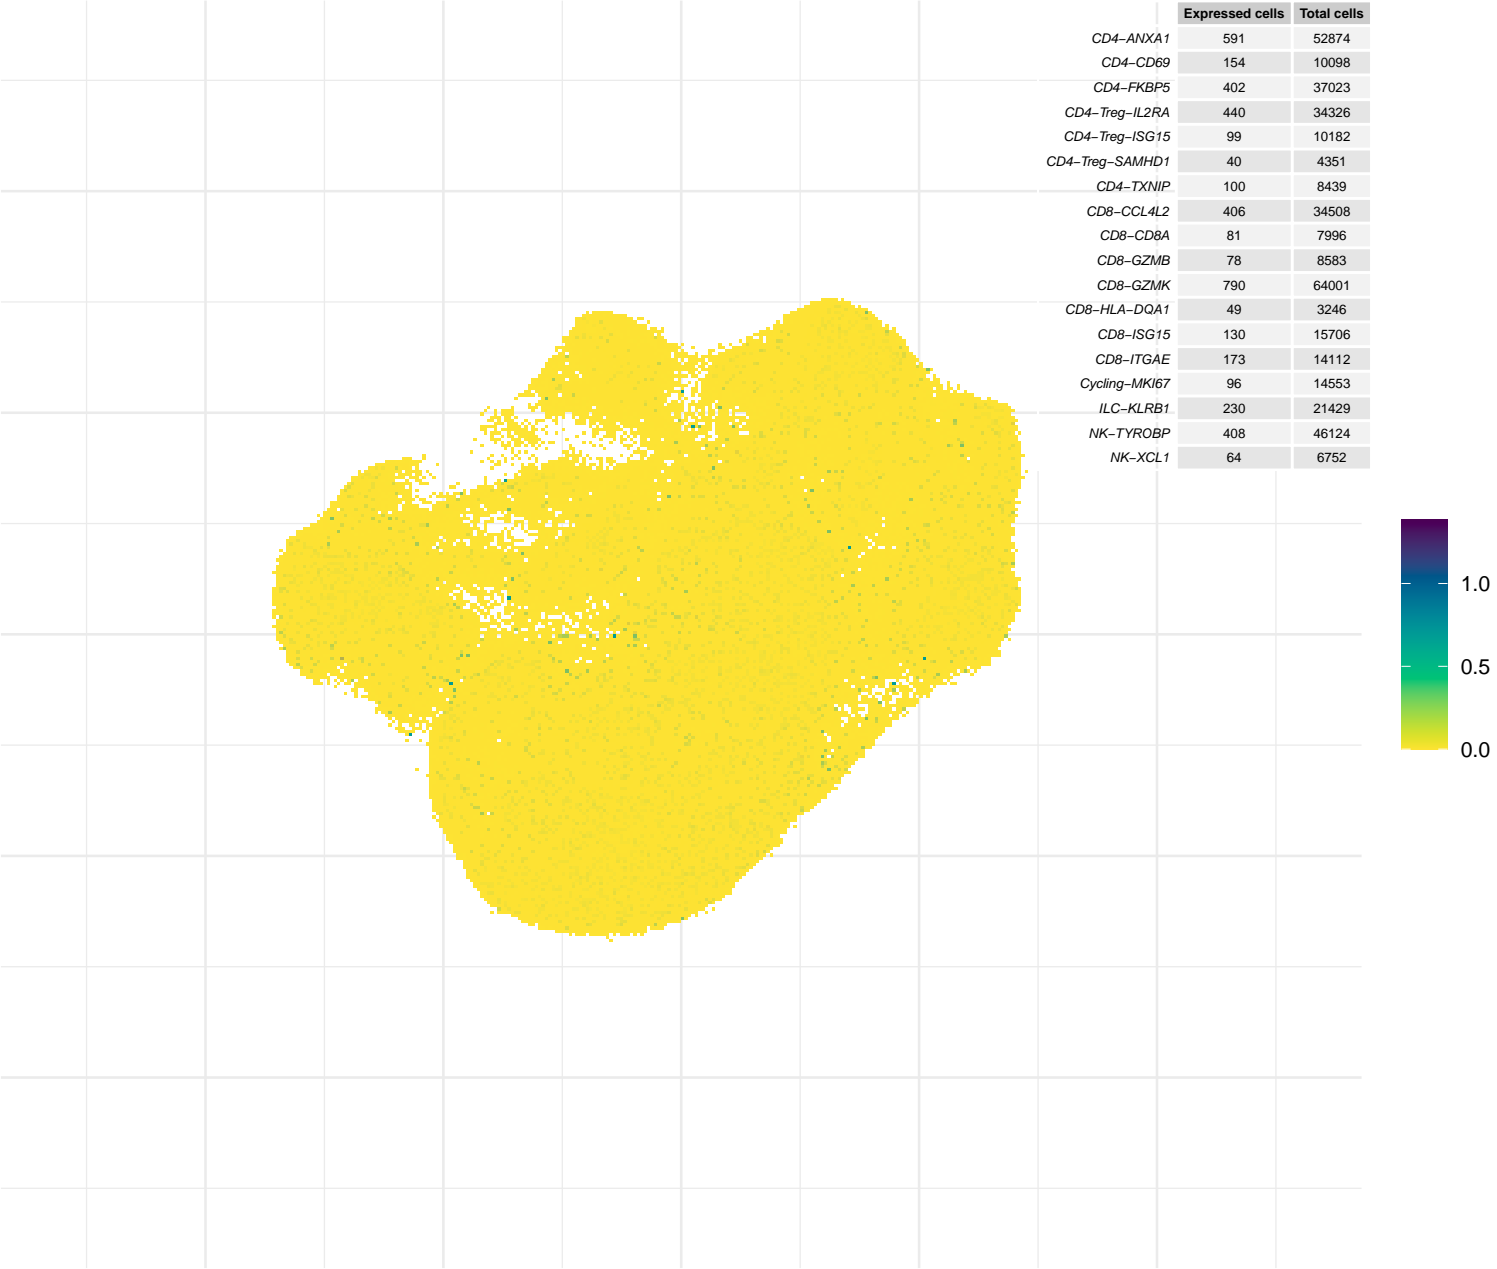 Expressed cells Total cells
CD4−ANXA1 591 52874
CD4−CD69 154 10098
CD4−FKBP5 402 37023
CD4−Treg−IL2RA 440 34326
CD4−Treg−ISG15 99 10182
CD4−Treg−SAMHD1 40 4351
CD4−TXNIP 100 8439
CD8−CCL4L2 406 34508
CD8−CD8A 81 7996
CD8−GZMB 78 8583
CD8−GZMK 790 64001
CD8−HLA−DQA1 49 3246
CD8−ISG15 130 15706
CD8−ITGAE 173 14112
Cycling−MKI67 96 14553
ILC−KLRB1 230 21429
NK−TYROBP 408 46124
NK−XCL1 64 6752
1.0
0.5
0.0